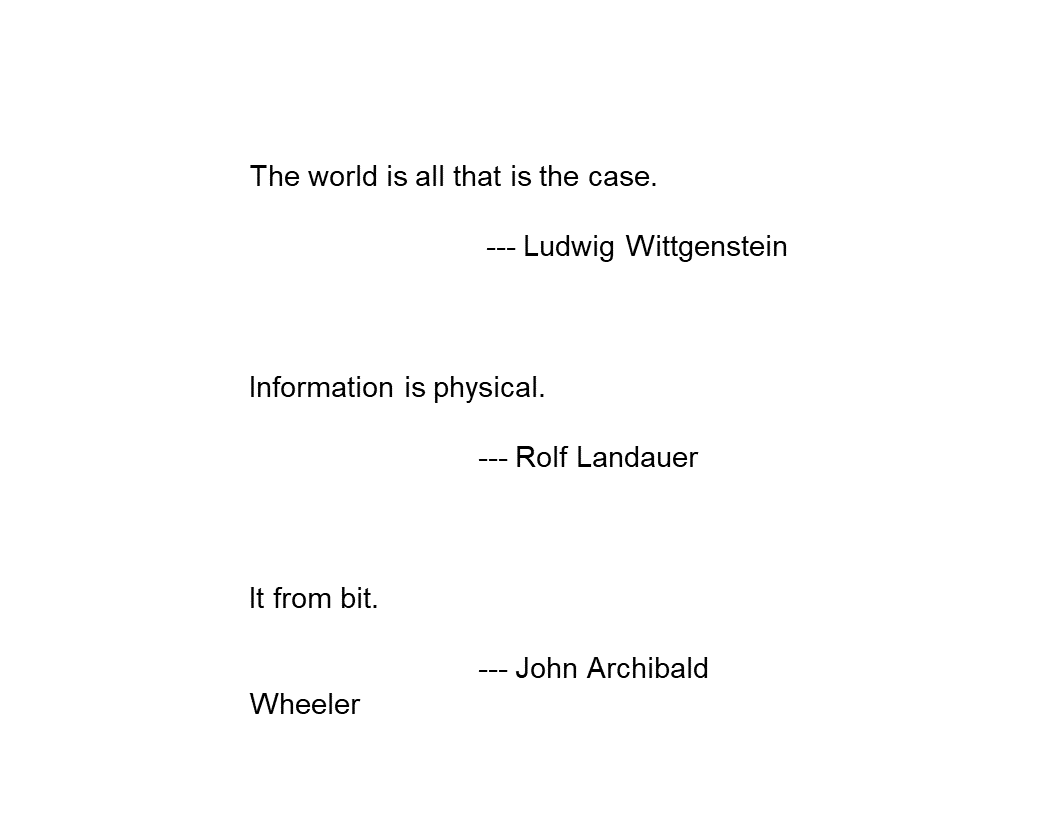 The world is all that is the case.
--- Ludwig Wittgenstein
Information is physical.
--- Rolf Landauer
It from bit.
--- John Archibald
Wheeler